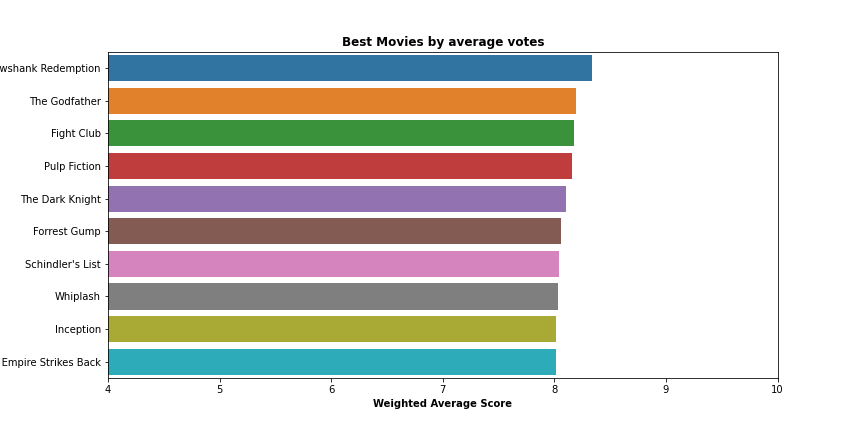 Best Movies by average votes
wshank Redemption
The Godfather
Fight Club
Pulp Fiction
The Dark Knight
Forrest Gump
Schindler's List
Whiplash
Inception
Empire Strikes Back
4 5 6 7 8 9 10
Weighted Average Score